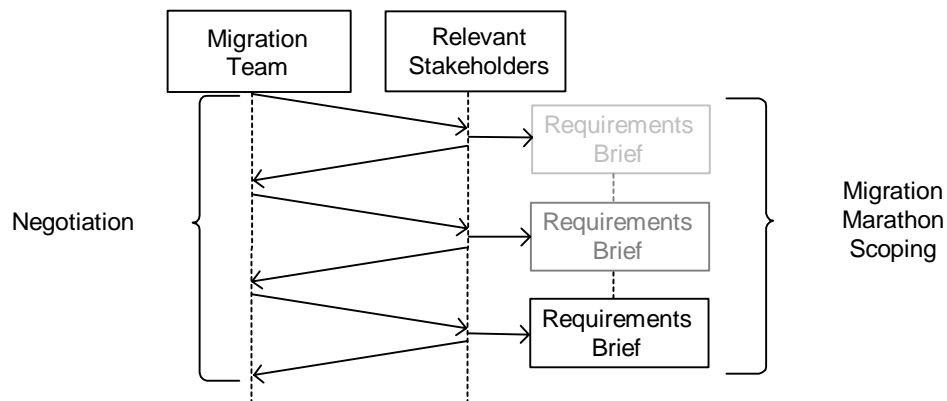 Migration
Team
Relevant
Stakeholders
Requirements
Brief
Negotiation
Requirements
Brief
Migration
Marathon
Scoping
Requirements
Brief